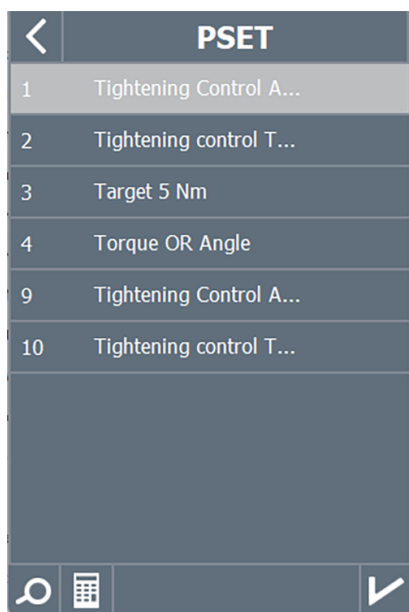 PSET
1 Tightening Control A...
2 Tightening control T...
3 Target 5 Nm
4 Torque OR Angle
9 Tightening Control A...
10 Tightening control T...